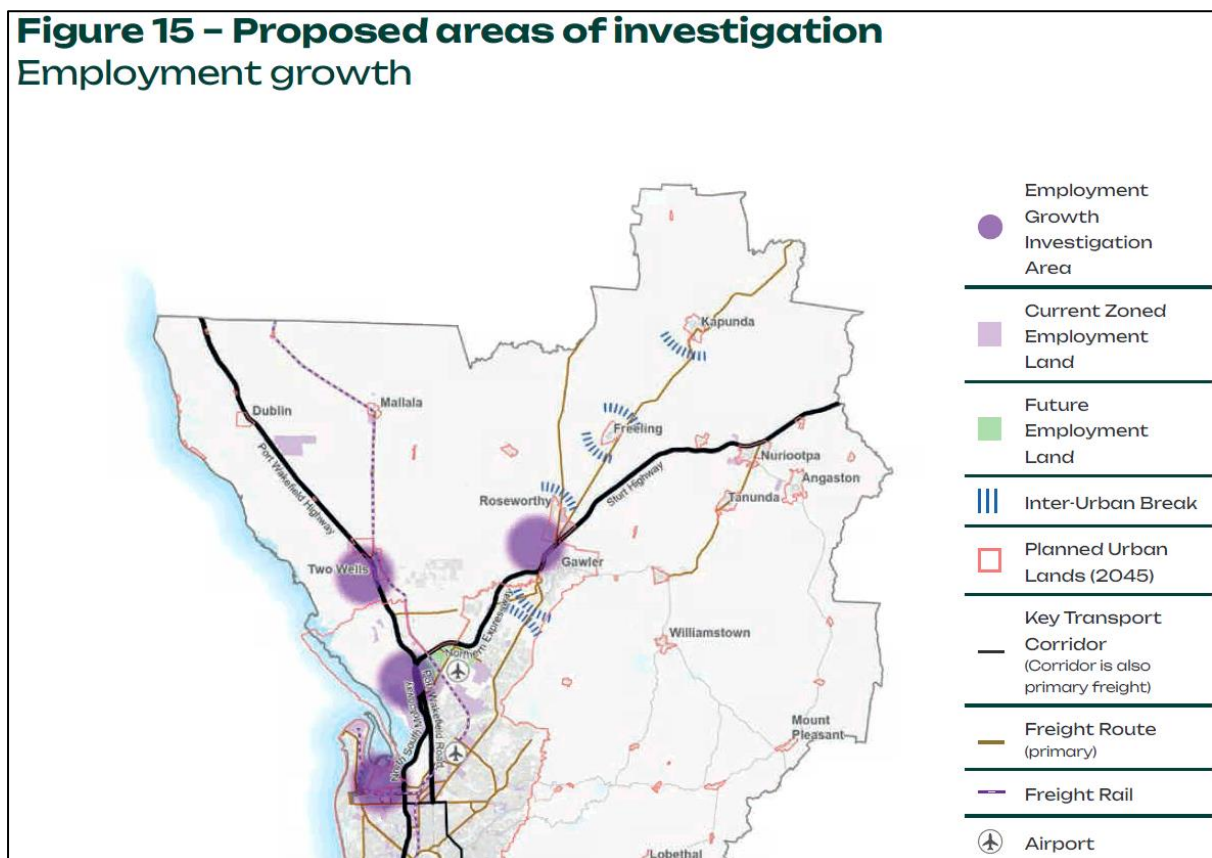 Figure 15 – Proposed areas of investigation
Employment growth
Employment
Growth
Investigation
Area
Current Zoned
Employment
Land
Future
Employment
Land
Inter-Urban Break
Planned Urban
Lands (2045)
Key Transport
Corridor
(Corridor is also
primary freight)
Freight Route
(primary)
Freight Rail
Airport
Kapunda
Dublin
Mallala
Freeling
Port Wakefield Highway
Nuriootpa
Angaston
Tanunda
Sturt Highway
Roseworthy
Two Wells
Gawler
Northern Expressway
Williamstown
North South Motorway
Port Wakefield Road
Mount
Pleasant
Lobethal